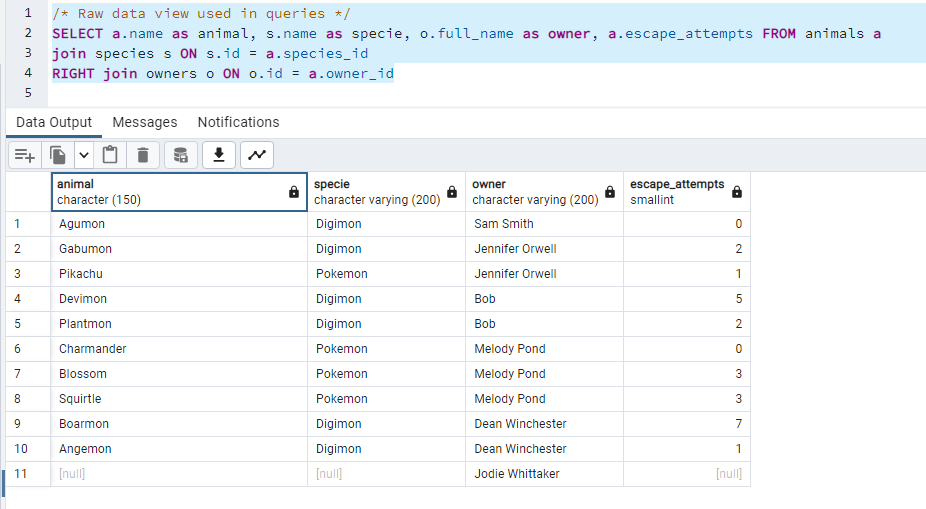 1 /* Raw data view used in queries */
2 SELECT a.name as animal, s.name as specie, o.full_name as owner, a.escape_attempts FROM animals a
3 join species s ON s.id = a.species_id
4 RIGHT join owners o ON o.id = a.owner_id
5
Data Output Messages Notifications
animal specie owner escape_attempts
character (150) character varying (200) character varying (200) smallint
1 Agumon Digimon Sam Smith 0
2 Gabumon Digimon Jennifer Orwell 2
3 Pikachu Pokemon Jennifer Orwell 1
4 Devimon Digimon Bob 5
5 Plantmon Digimon Bob 2
6 Charmander Pokemon Melody Pond 0
7 Blossom Pokemon Melody Pond 3
8 Squirtle Pokemon Melody Pond 3
9 Boarmon Digimon Dean Winchester 7
10 Angemon Digimon Dean Winchester 1
11 [null] [null] Jodie Whittaker [null]